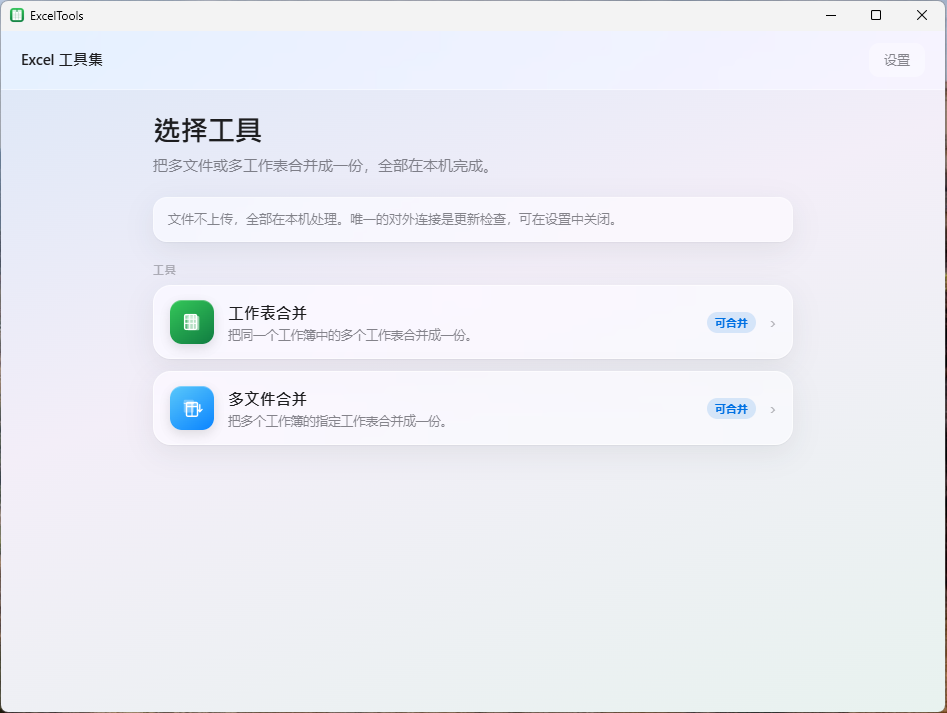 ExcelTools
Excel 工具集
设置
选择工具
把多文件或多工作表合并成一份，全部在本机完成。
文件不上传，全部在本机处理。唯一的对外连接是更新检查，可在设置中关闭。
工具
工作表合并
把同一个工作簿中的多个工作表合并成一份。
可合并
多文件合并
把多个工作簿的指定工作表合并成一份。
可合并